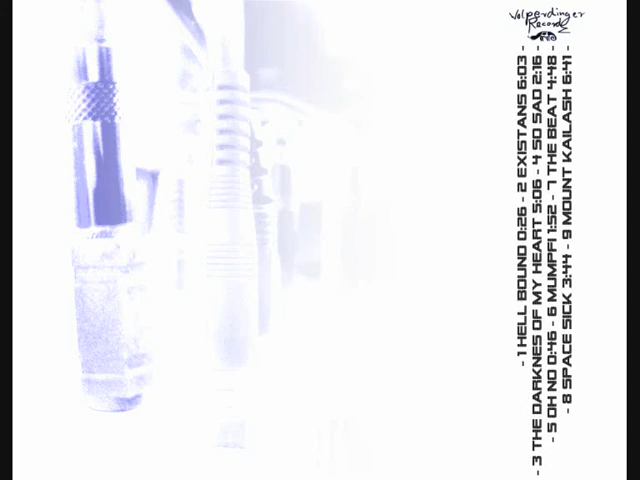 Volperdinger
Records
- 1 HELL BOUND 0:26 - 2 EXISTANS 6:03 -
- 3 THE DARKNES OF MY HEART 5:06 - 4 SO SAD 2:16 -
- 5 OH NO 0:46 - 6 MUMPFI 1:52 - 7 THE BEAT 4:48 -
- 8 SPACE SICK 3:44 - 9 MOUNT KAILASH 6:41 -